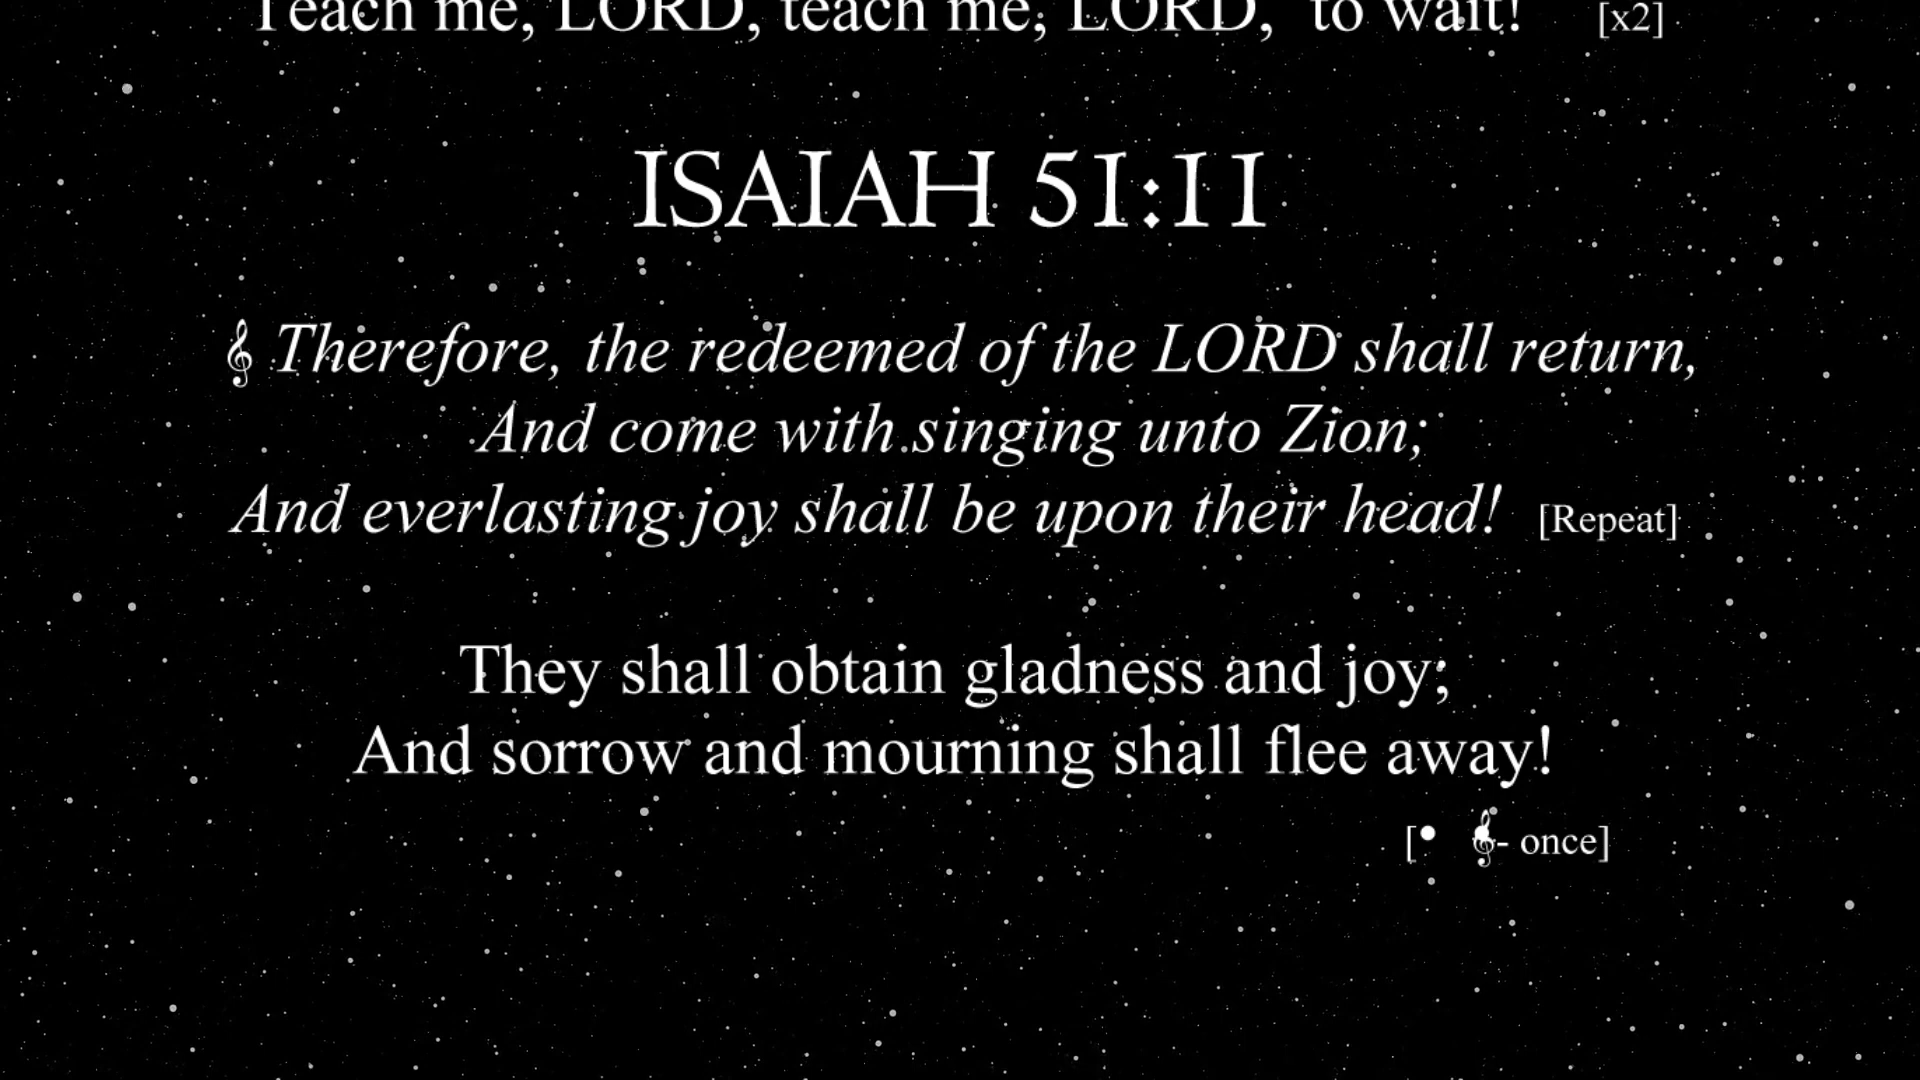 Teach me, LORD, teach me, LORD, to wait! [x2]
ISAIAH 51:11
𝄞 Therefore, the redeemed of the LORD shall return,
And come with singing unto Zion;
And everlasting joy shall be upon their head! [Repeat]
They shall obtain gladness and joy;
And sorrow and mourning shall flee away!
[• 𝄞- once]